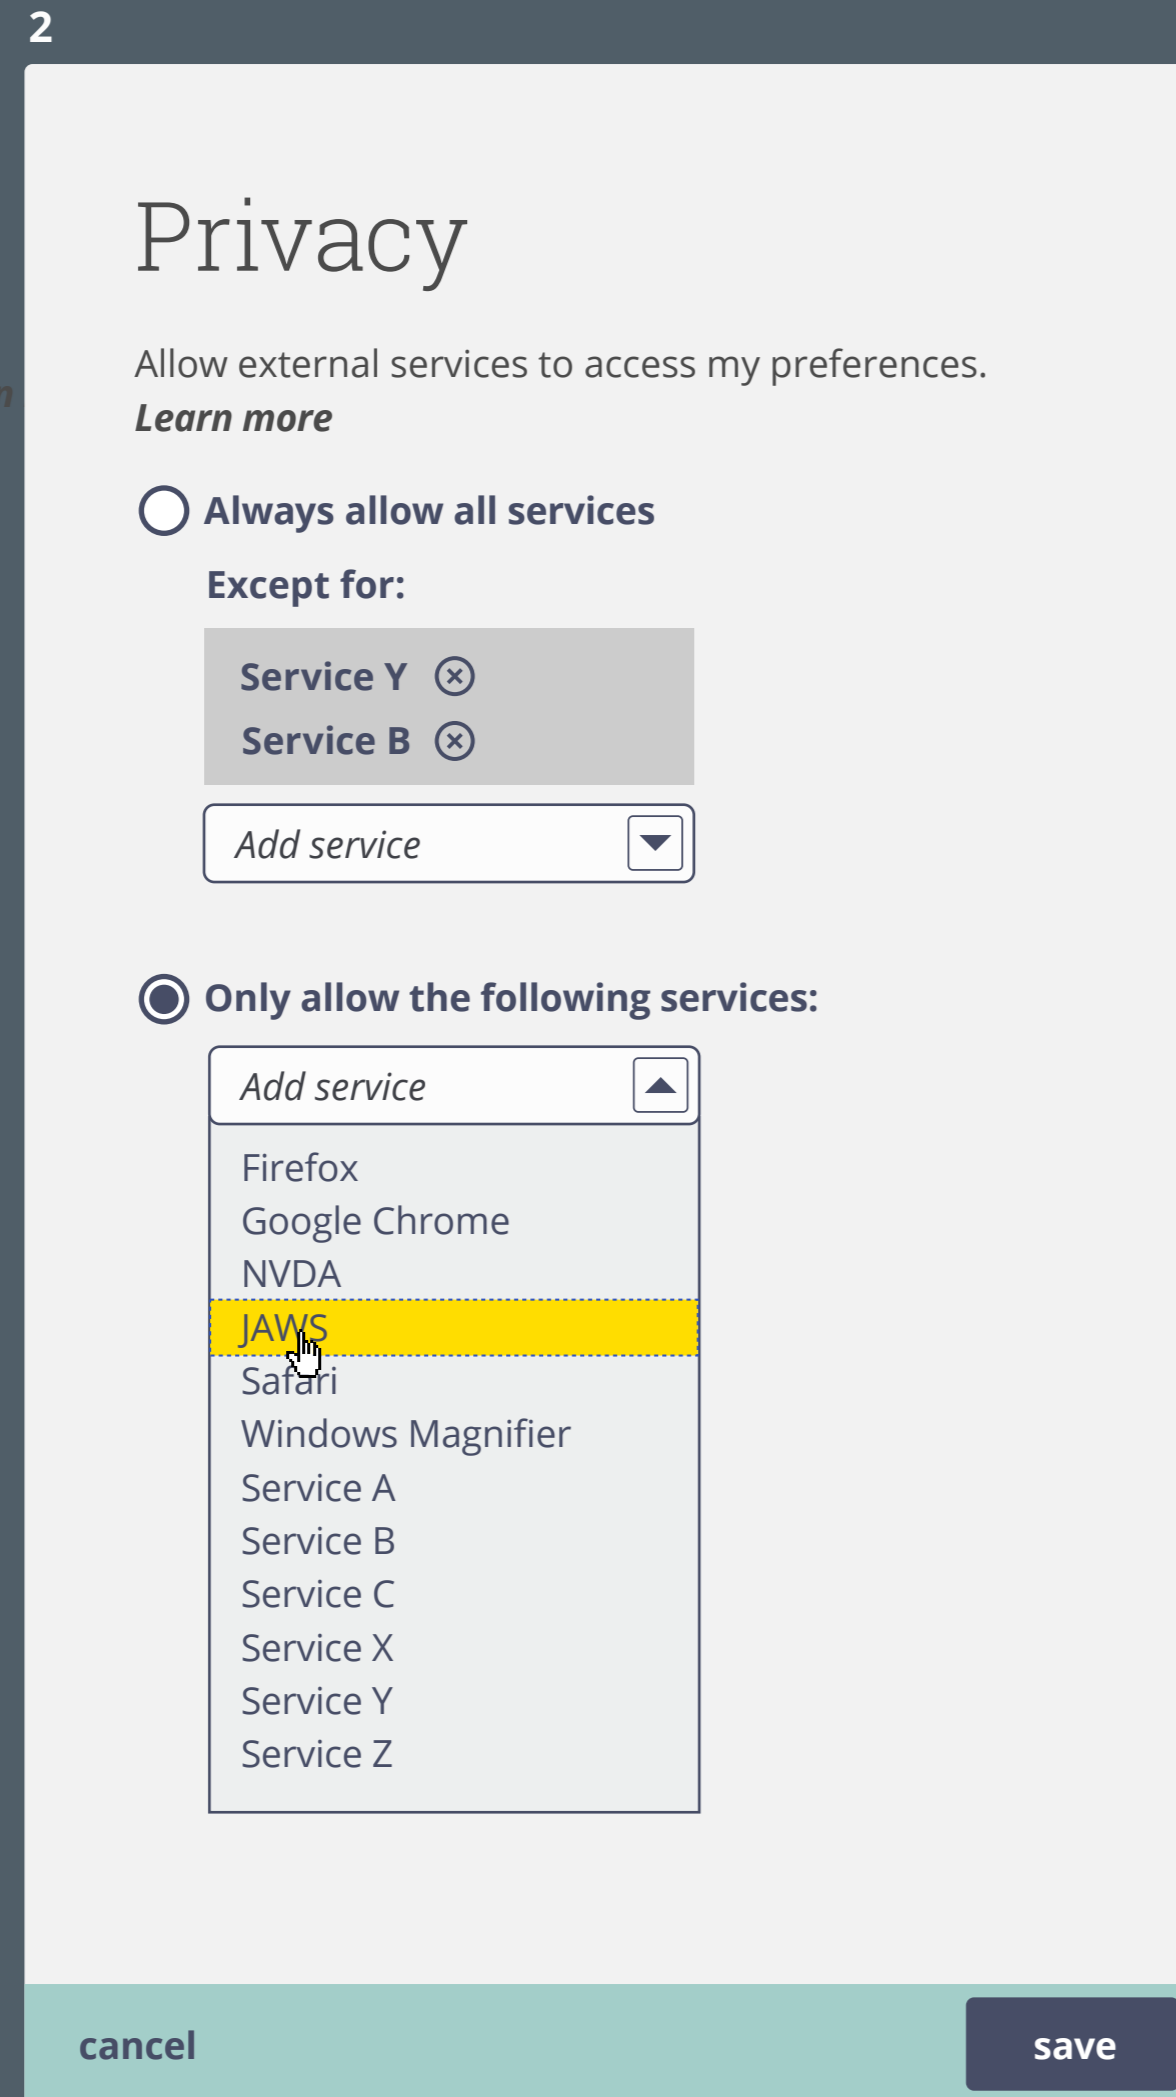 2
Privacy
Allow external services to access my preferences.
Learn more
Always allow all services
Except for:
Service Y
Service B
Add service
Only allow the following services:
Add service
Firefox
Google Chrome
NVDA
JAWS
Safari
Windows Magnifier
Service A
Service B
Service C
Service X
Service Y
Service Z
cancel
save